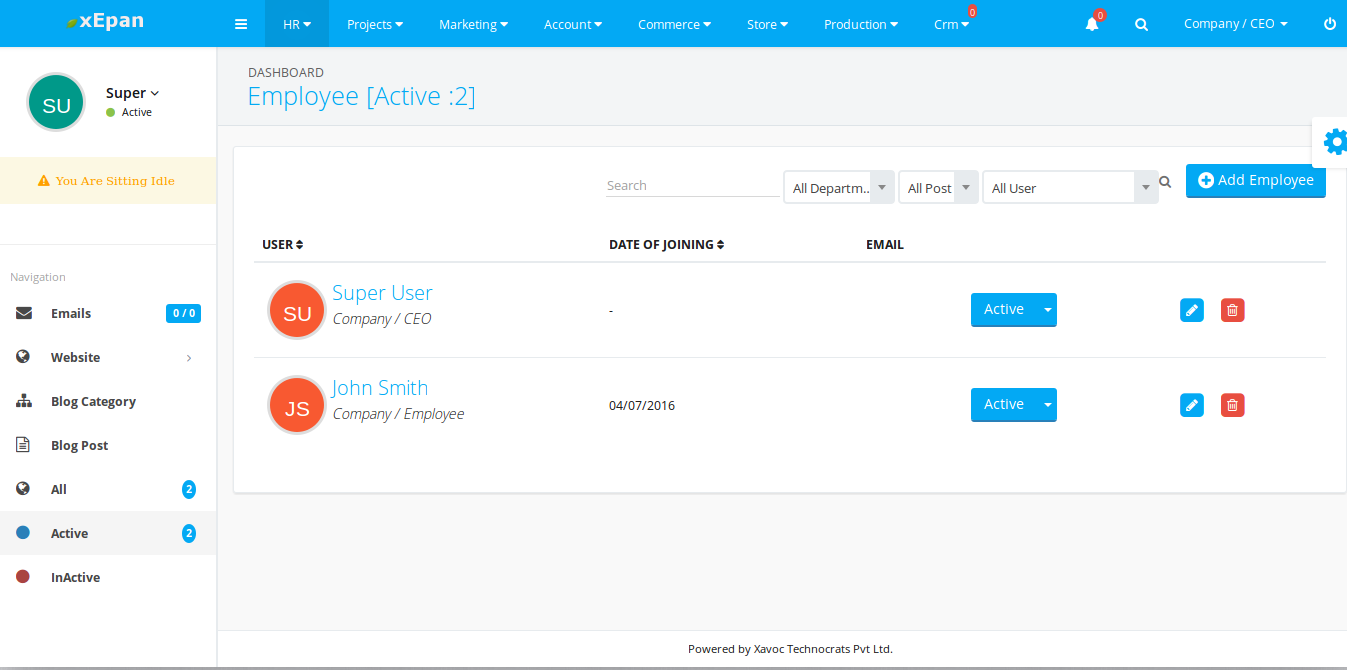 xEpan
HR
Projects
Marketing
Account
Commerce
Store
Production
Crm
0
0
Company / CEO
SU
Super
Active
You Are Sitting Idle
Navigation
Emails
0 / 0
Website
Blog Category
Blog Post
All
2
Active
2
InActive
DASHBOARD
Employee [Active :2]
Search
All Departm..
All Post
All User
Add Employee
USER
DATE OF JOINING
EMAIL
SU
Super User
Company / CEO
-
Active
JS
John Smith
Company / Employee
04/07/2016
Active
Powered by Xavoc Technocrats Pvt Ltd.